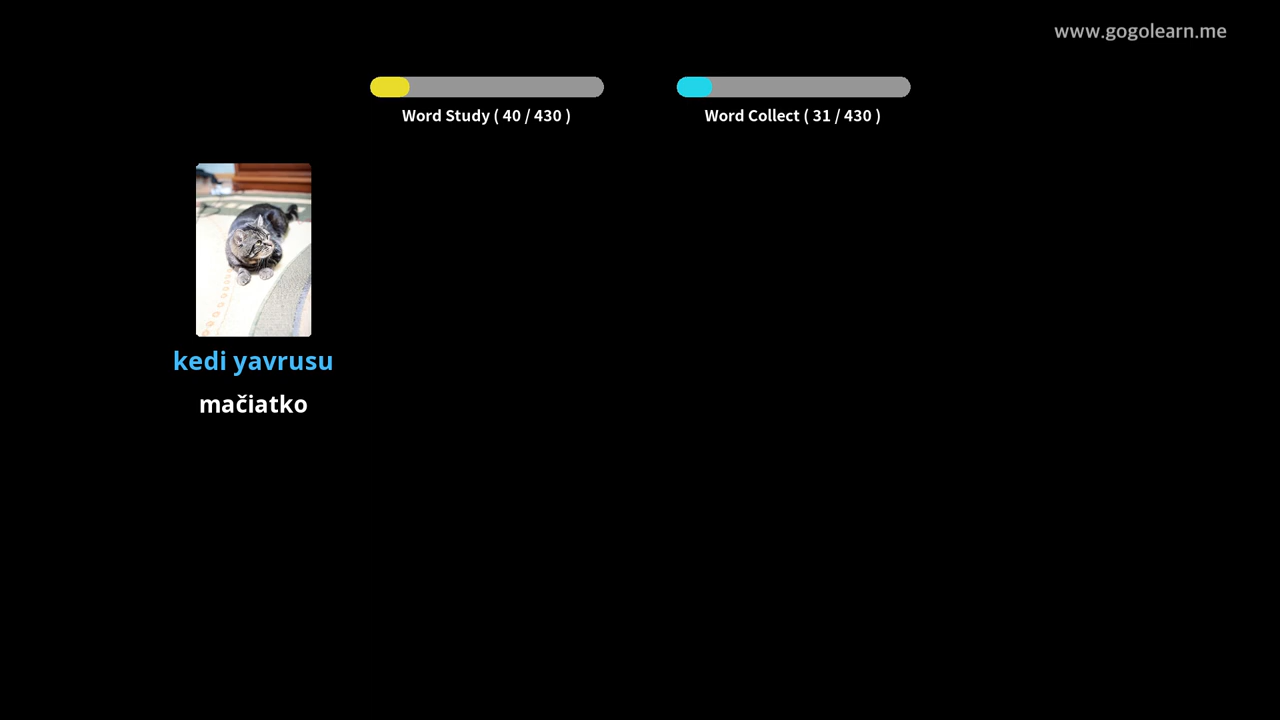 www.gogolearn.me
Word Study ( 40 / 430 )
Word Collect ( 31 / 430 )
kedi yavrusu
mačiatko